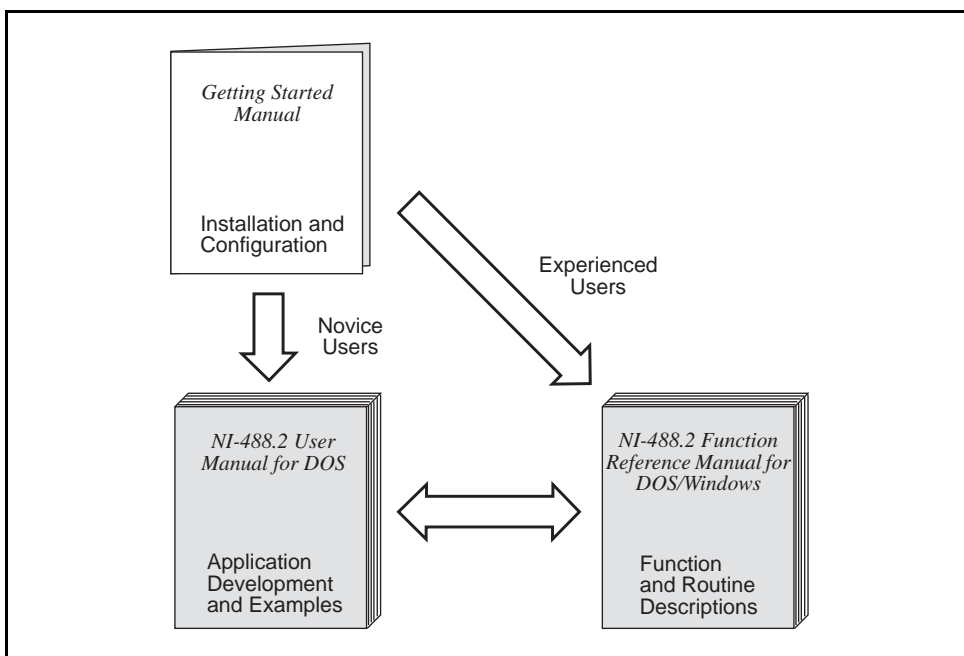 Getting Started
Manual
Installation and
Configuration
Experienced
Users
Novice
Users
NI-488.2 User
Manual for DOS
Application
Development
and Examples
NI-488.2 Function
Reference Manual for
DOS/Windows
Function
and Routine
Descriptions